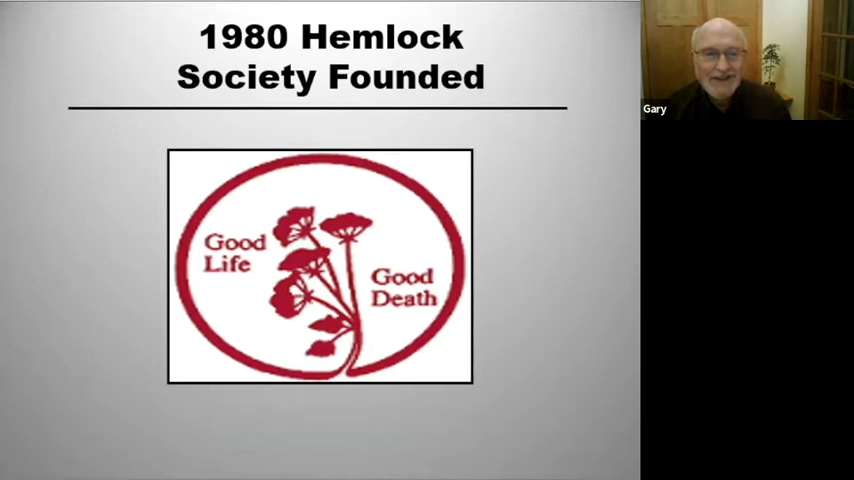 1980 Hemlock
Society Founded
Good
Life
Good
Death
Gary